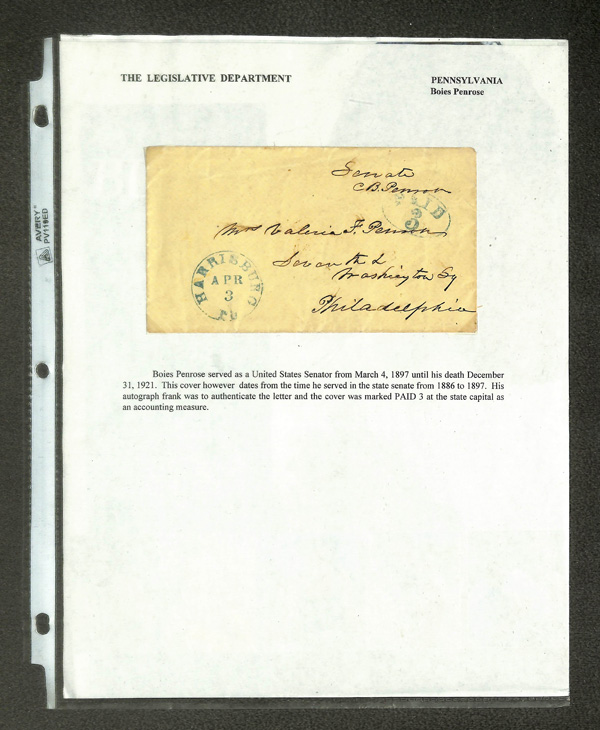 THE LEGISLATIVE DEPARTMENT
PENNSYLVANIA
Boies Penrose
Senate
C.B. Penrose
PAID
3
Mrs Valeria F. Penrose
Seventh &
Washington Sq
Philadelphia
HARRISBURG
APR
3
AVERY®
PV119ED
Boies Penrose served as a United States Senator from March 4, 1897 until his death December
31, 1921. This cover however dates from the time he served in the state senate from 1886 to 1897. His
autograph frank was to authenticate the letter and the cover was marked PAID 3 at the state capital as
an accounting measure.